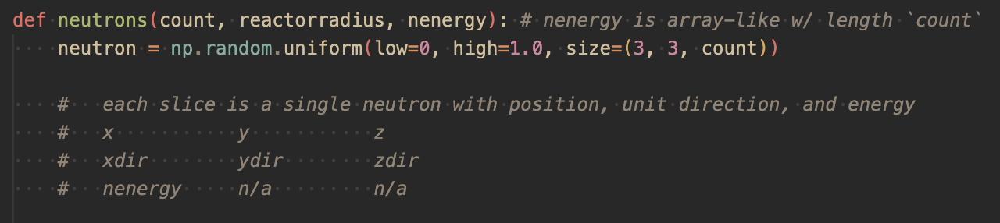 def neutrons(count, reactorradius, nenergy): # nenergy is array-like w/ length `count`
    neutron = np.random.uniform(low=0, high=1.0, size=(3, 3, count))

    #   each slice is a single neutron with position, unit direction, and energy
    #   x           y           z
    #   xdir        ydir        zdir
    #   nenergy     n/a         n/a